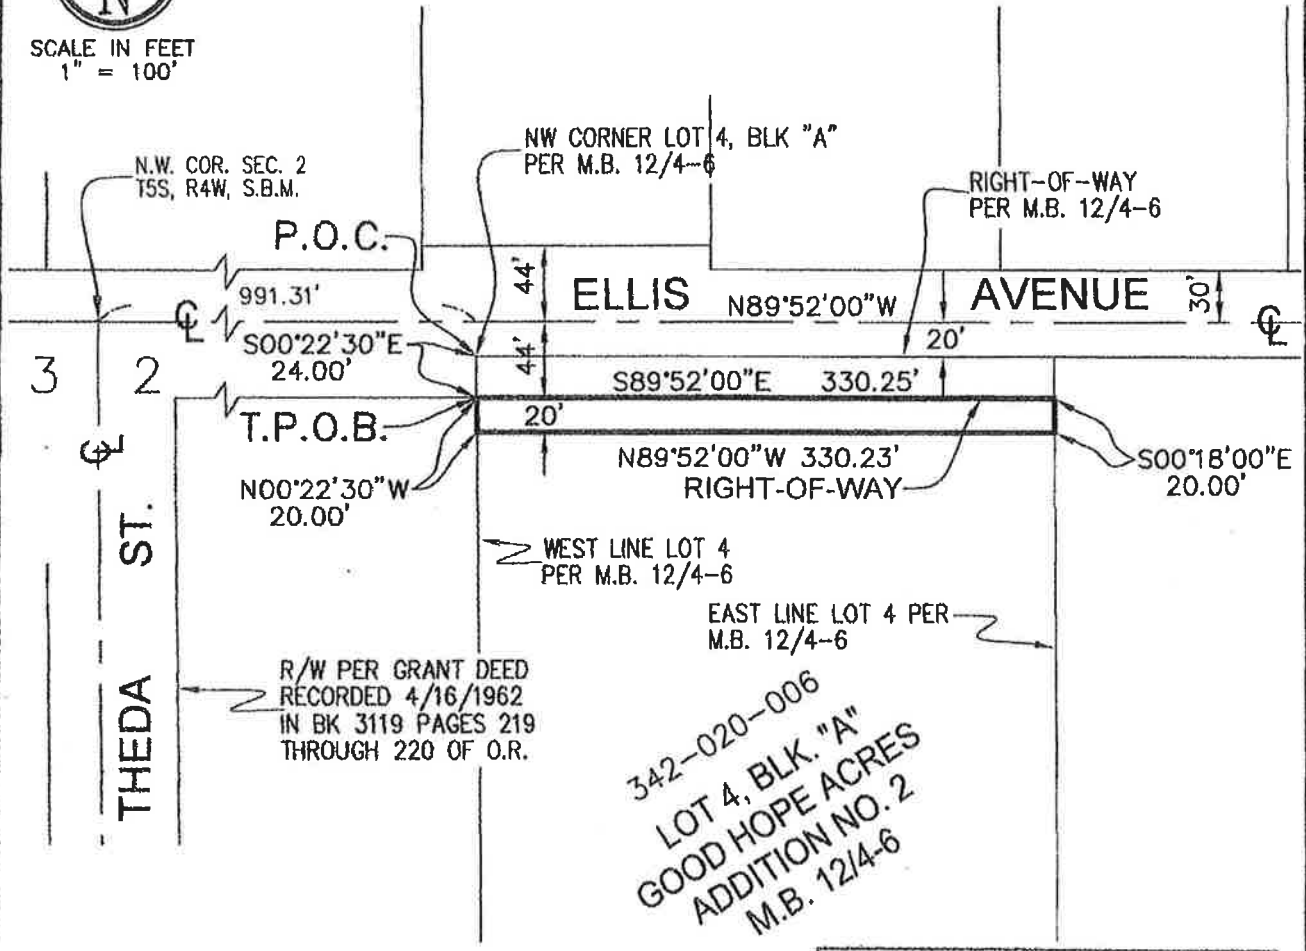 N
SCALE IN FEET
1" = 100'
N.W. COR. SEC. 2
T5S, R4W, S.B.M.
NW CORNER LOT 4, BLK "A"
PER M.B. 12/4-6
RIGHT-OF-WAY
PER M.B. 12/4-6
P.O.C.
44'
ELLIS
N89°52'00"W
AVENUE
30'
991.31'
℄
℄
20'
S00°22'30"E
24.00'
44'
3
2
S89°52'00"E 330.25'
T.P.O.B.
20'
N89°52'00"W 330.23'
RIGHT-OF-WAY
S00°18'00"E
20.00'
N00°22'30"W
20.00'
℄
THEDA ST.
WEST LINE LOT 4
PER M.B. 12/4-6
EAST LINE LOT 4 PER
M.B. 12/4-6
R/W PER GRANT DEED
RECORDED 4/16/1962
IN BK 3119 PAGES 219
THROUGH 220 OF O.R.
342-020-006
LOT 4, BLK. "A"
GOOD HOPE ACRES
ADDITION NO. 2
M.B. 12/4-6